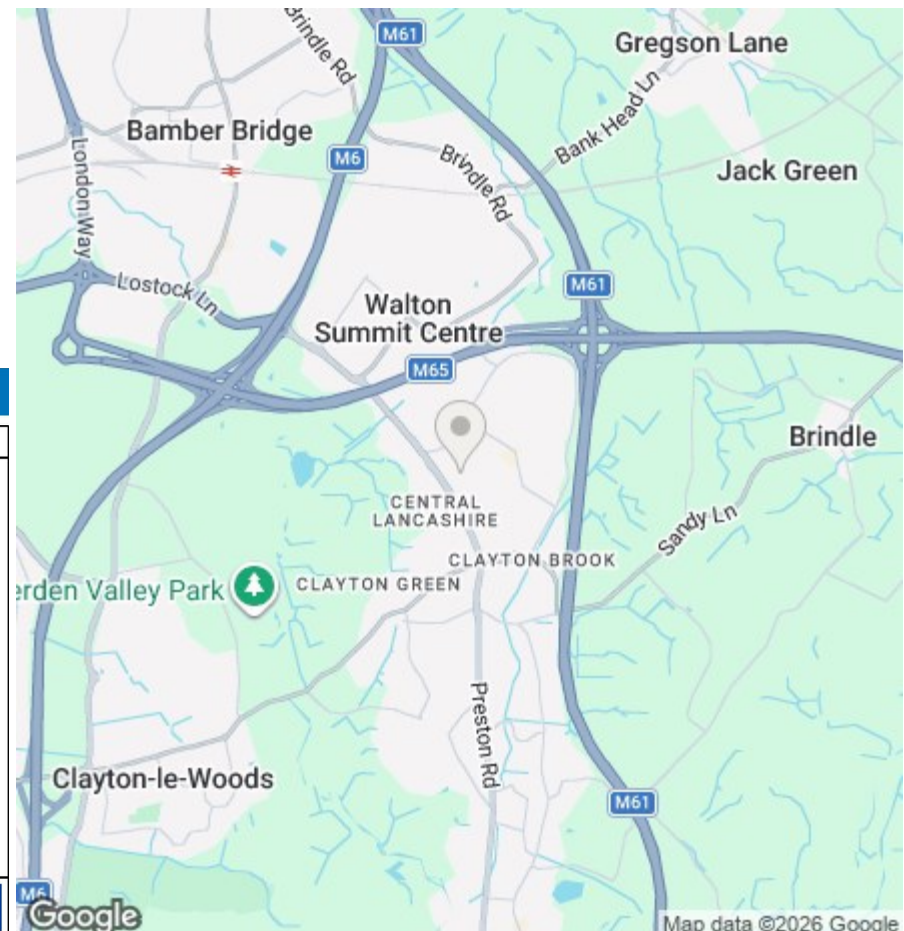 M61
Brindle Rd
Gregson Lane
Bamber Bridge
M6
Brindle Rd
Bank Head Ln
Jack Green
London Way
Lostock Ln
M61
Walton
Summit Centre
M65
Brindle
CENTRAL
LANCASHIRE
Sandy Ln
CLAYTON BROOK
erden Valley Park
CLAYTON GREEN
Preston Rd
Clayton-le-Woods
M61
M6
Google
Map data ©2026 Google